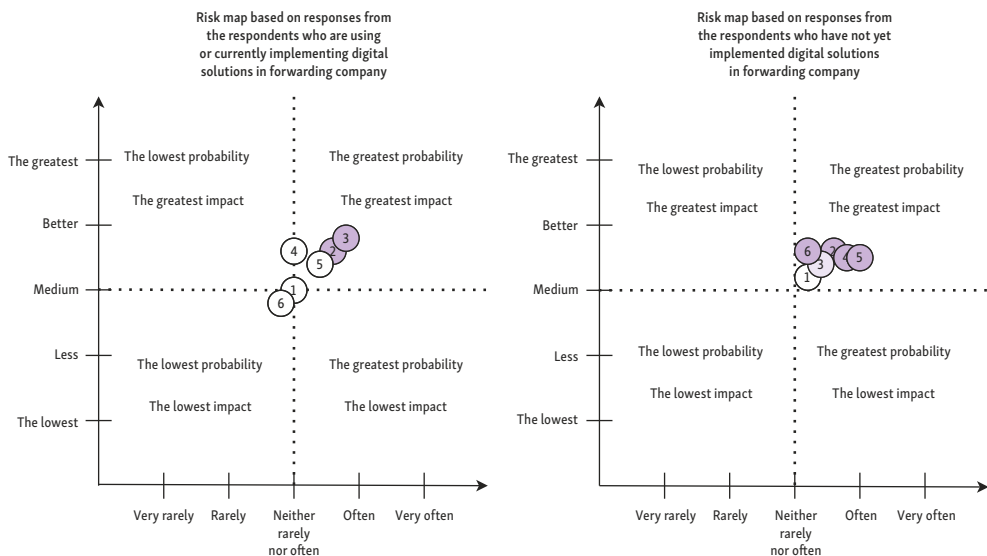 Risk map based on responses from
the respondents who are using
or currently implementing digital
solutions in forwarding company
The greatest
Better
Medium
Less
The lowest
The lowest probability
The greatest impact
The greatest probability
The greatest impact
4
3
2
5
1
6
The lowest probability
The lowest impact
The greatest probability
The lowest impact
Very rarely
Rarely
Neither
rarely
nor often
Often
Very often
Risk map based on responses from
the respondents who have not yet
implemented digital solutions
in forwarding company
The greatest
Better
Medium
Less
The lowest
The lowest probability
The greatest impact
The greatest probability
The greatest impact
6
2
4
5
3
1
The lowest probability
The lowest impact
The greatest probability
The lowest impact
Very rarely
Rarely
Neither
rarely
nor often
Often
Very often